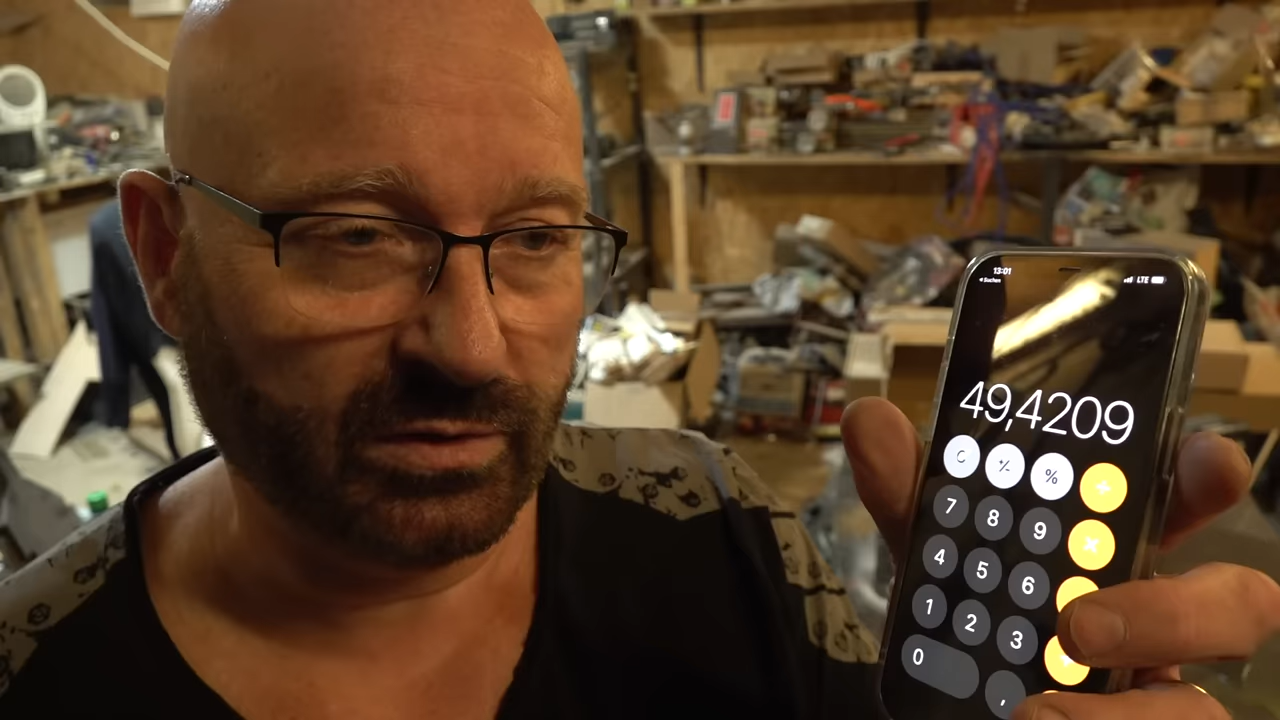 13:01
LTE
◀ Suchen
49,4209
C +/- % ÷
7 8 9 ×
4 5 6
1 2 3 +
0 ,